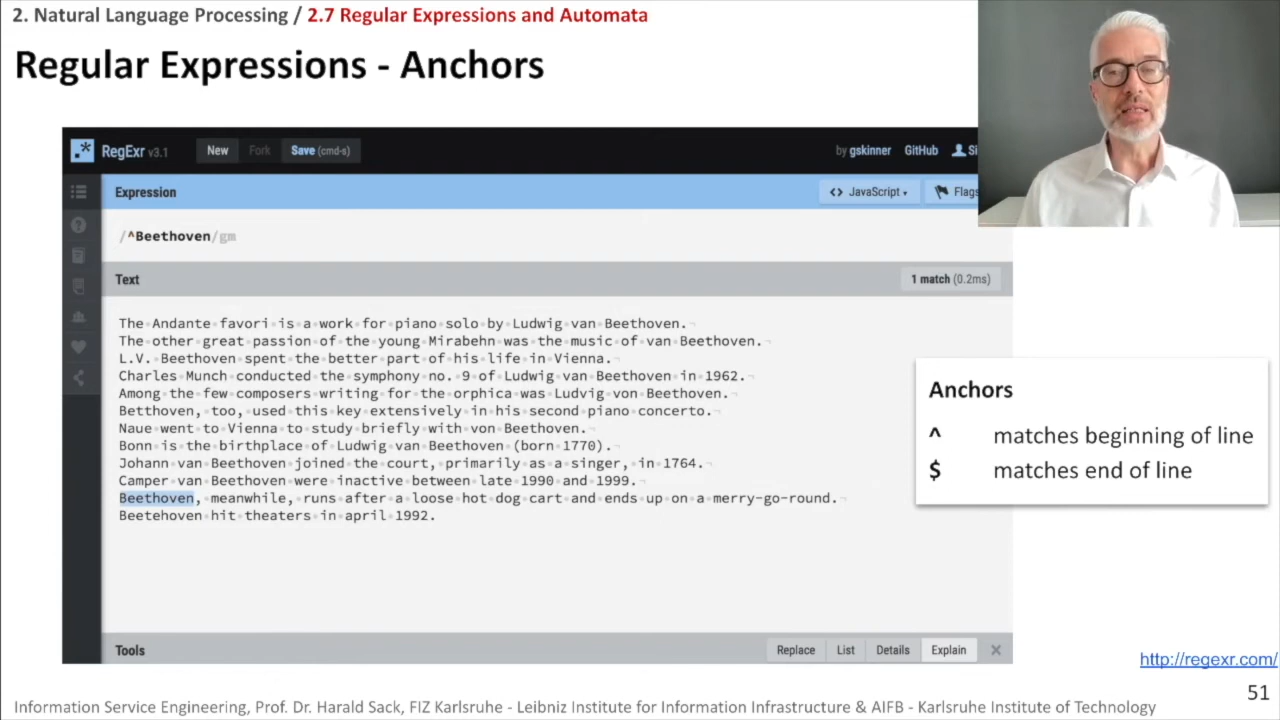 2. Natural Language Processing / 2.7 Regular Expressions and Automata
Regular Expressions - Anchors
RegExr v3.1 New Fork Save (cmd-s) by gskinner GitHub Si
Expression <> JavaScript Flags
/^Beethoven/gm
Text 1 match (0.2ms)
The Andante favori is a work for piano solo by Ludwig van Beethoven.
The other great passion of the young Mirabehn was the music of van Beethoven.
L.V. Beethoven spent the better part of his life in Vienna.
Charles Munch conducted the symphony no. 9 of Ludwig van Beethoven in 1962.
Among the few composers writing for the orphica was Ludvig von Beethoven.
Betthoven, too, used this key extensively in his second piano concerto.
Naue went to Vienna to study briefly with von Beethoven.
Bonn is the birthplace of Ludwig van Beethoven (born 1770).
Johann van Beethoven joined the court, primarily as a singer, in 1764.
Camper van Beethoven were inactive between late 1990 and 1999.
Beethoven, meanwhile, runs after a loose hot dog cart and ends up on a merry-go-round.
Beetehoven hit theaters in april 1992.
Anchors
^ matches beginning of line
$ matches end of line
Tools Replace List Details Explain ×
http://regexr.com/
51
Information Service Engineering, Prof. Dr. Harald Sack, FIZ Karlsruhe - Leibniz Institute for Information Infrastructure & AIFB - Karlsruhe Institute of Technology